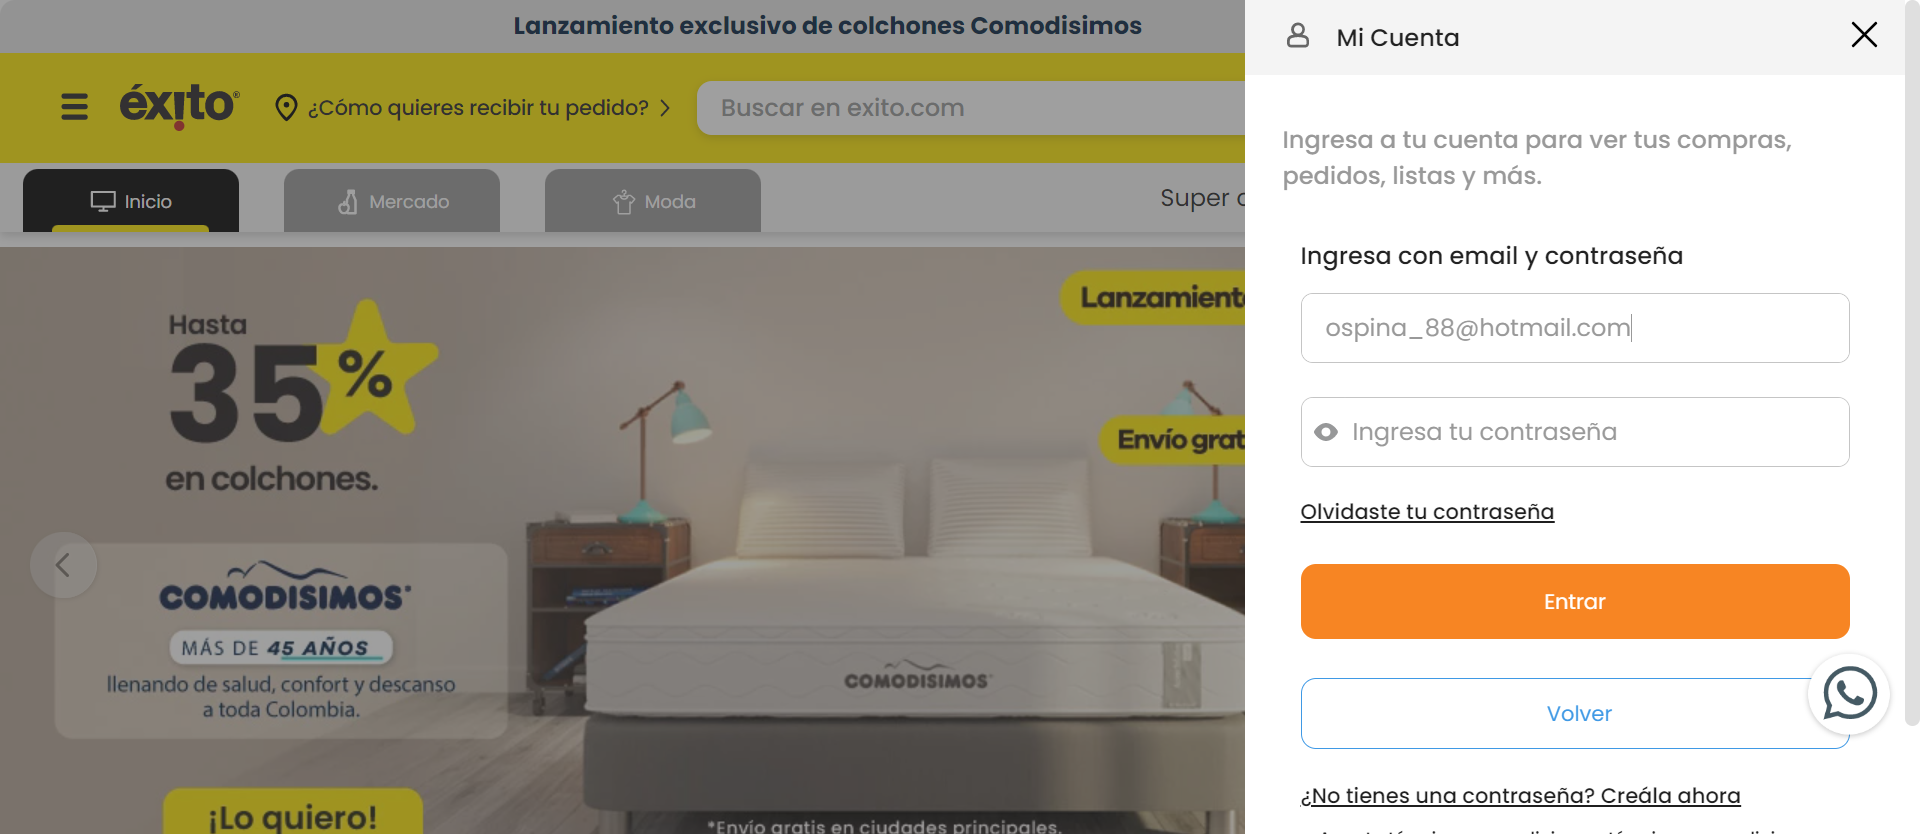 Lanzamiento exclusivo de colchones Comodisimos
éxito
¿Cómo quieres recibir tu pedido?
Buscar en exito.com
Inicio
Mercado
Moda
Super
Hasta
35%
en colchones.
COMODISIMOS
MÁS DE 45 AÑOS
llenando de salud, confort y descanso
a toda Colombia.
¡Lo quiero!
Lanzamiento
Envío grat
COMODISIMOS
*Envío gratis en ciudades principales.
Mi Cuenta
Ingresa a tu cuenta para ver tus compras,
pedidos, listas y más.
Ingresa con email y contraseña
ospina_88@hotmail.com
Ingresa tu contraseña
Olvidaste tu contraseña
Entrar
Volver
¿No tienes una contraseña? Creála ahora